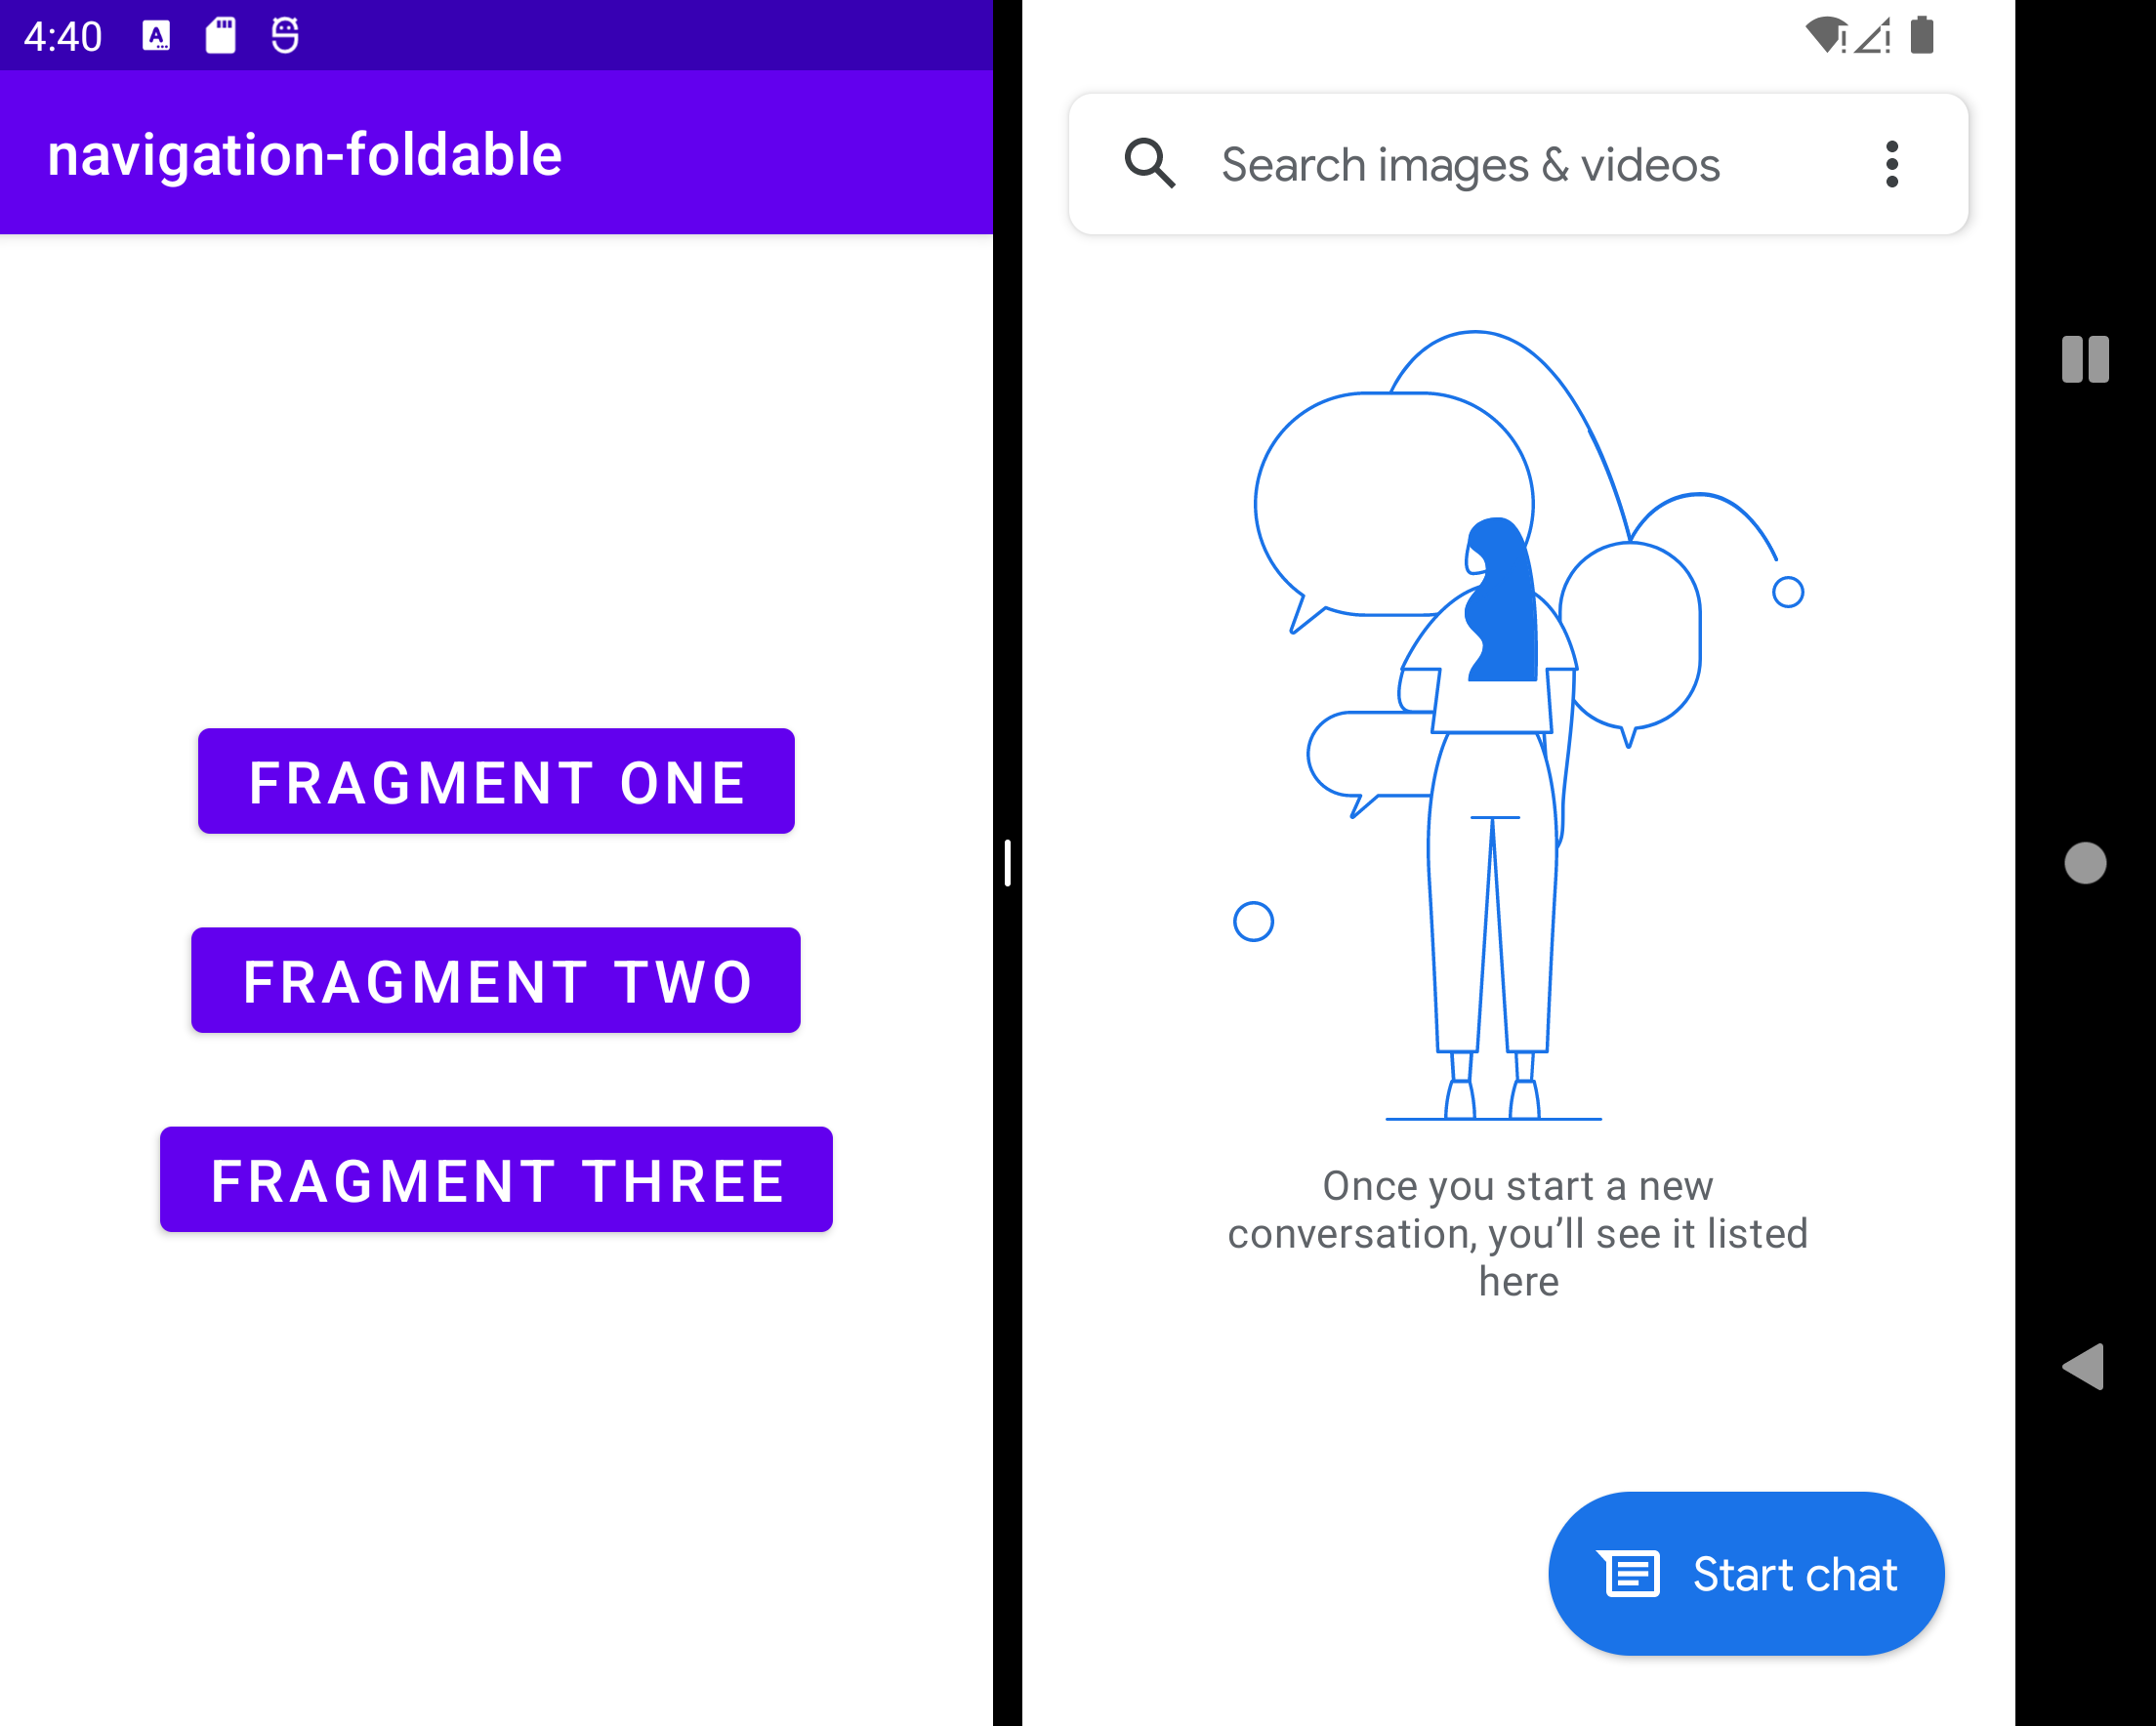 4:40
A
navigation-foldable
FRAGMENT ONE
FRAGMENT TWO
FRAGMENT THREE
Search images & videos
Once you start a new
conversation, you’ll see it listed
here
Start chat